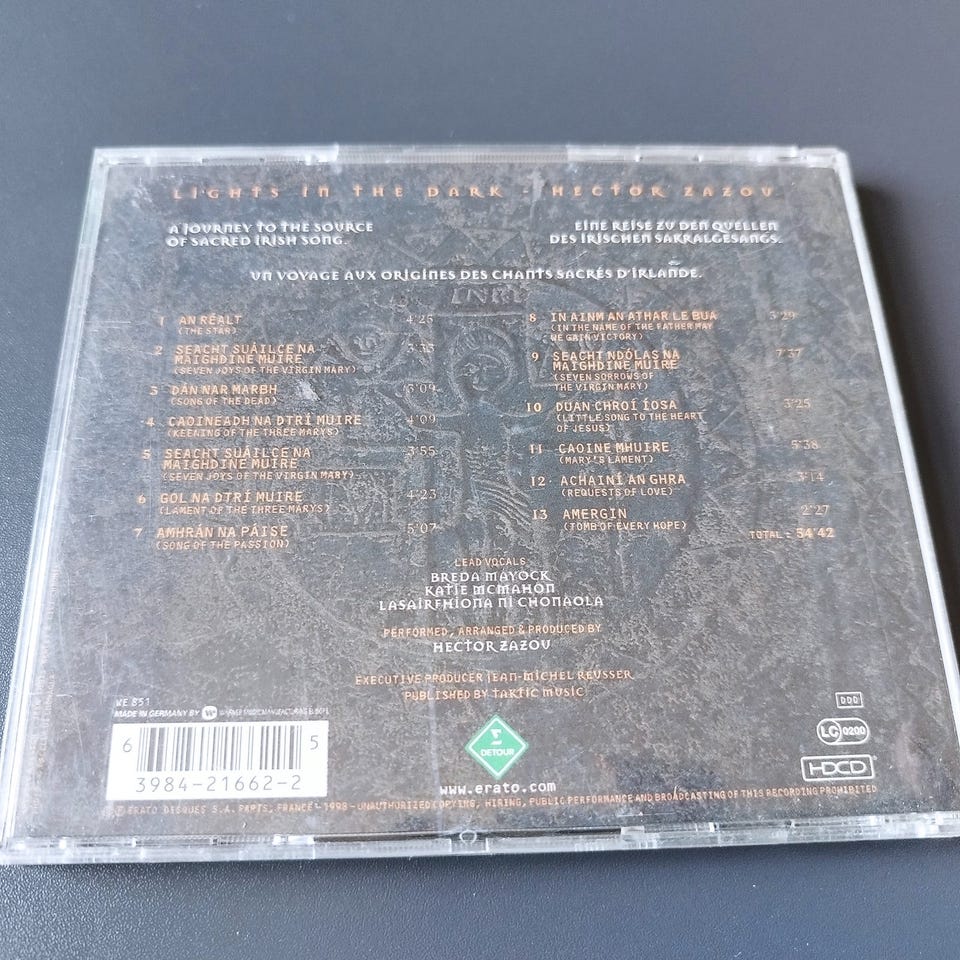 LIGHTS IN THE DARK - HECTOR ZAZOU
A JOURNEY TO THE SOURCE
OF SACRED IRISH SONG.
EINE REISE ZU DEN QUELLEN
DES IRISCHEN SAKRALGESANGS.
UN VOYAGE AUX ORIGINES DES CHANTS SACRÉS D'IRLANDE.
INRI
1 AN RÉALT 4'25
(THE STAR)
2 SEACHT SUÁILCE NA 3'33
MAIGHDINE MUIRE
(SEVEN JOYS OF THE VIRGIN MARY)
3 DÁN NAR MARBH 3'09
(SONG OF THE DEAD)
4 CAOINEADH NA DTRÍ MUIRE 4'09
(KEENING OF THE THREE MARYS)
5 SEACHT SUÁILCE NA 3'55
MAIGHDINE MUIRE
(SEVEN JOYS OF THE VIRGIN MARY)
6 GOL NA DTRÍ MUIRE 4'23
(LAMENT OF THE THREE MARYS)
7 AMHRÁN NA PÁISE 5'07
(SONG OF THE PASSION)
8 IN AINM AN ATHAR LE BUA 3'29
(IN THE NAME OF THE FATHER MAY
WE GAIN VICTORY)
9 SEACHT NDÓLAS NA 7'37
MAIGHDINE MUIRE
(SEVEN SORROWS OF
THE VIRGIN MARY)
10 DUAN CHROÍ ÍOSA 3'25
(LITTLE SONG TO THE HEART
OF JESUS)
11 CAOINE MHUIRE 5'38
(MARY'S LAMENT)
12 ACHAINÍ AN GHRA 3'14
(REQUESTS OF LOVE)
13 AMERGIN 2'27
(TOMB OF EVERY HOPE)
TOTAL : 54'42
LEAD VOCALS
BREDA MAYOCK
KATIE MCMAHON
LASAIRFHIONA NI CHONAOLA
PERFORMED, ARRANGED & PRODUCED BY
HECTOR ZAZOU
EXECUTIVE PRODUCER JEAN-MICHEL REUSSER
PUBLISHED BY TAKTIC MUSIC
WE 851
MADE IN GERMANY BY WARNER MUSIC MANUFACTURING EUROPE
6 5
3984-21662-2
DETOUR
www.erato.com
DDD
LC 0200
HDCD
ERATO DISQUES S.A. PARIS, FRANCE - 1998 - UNAUTHORIZED COPYING, HIRING, PUBLIC PERFORMANCE AND BROADCASTING OF THIS RECORDING PROHIBITED